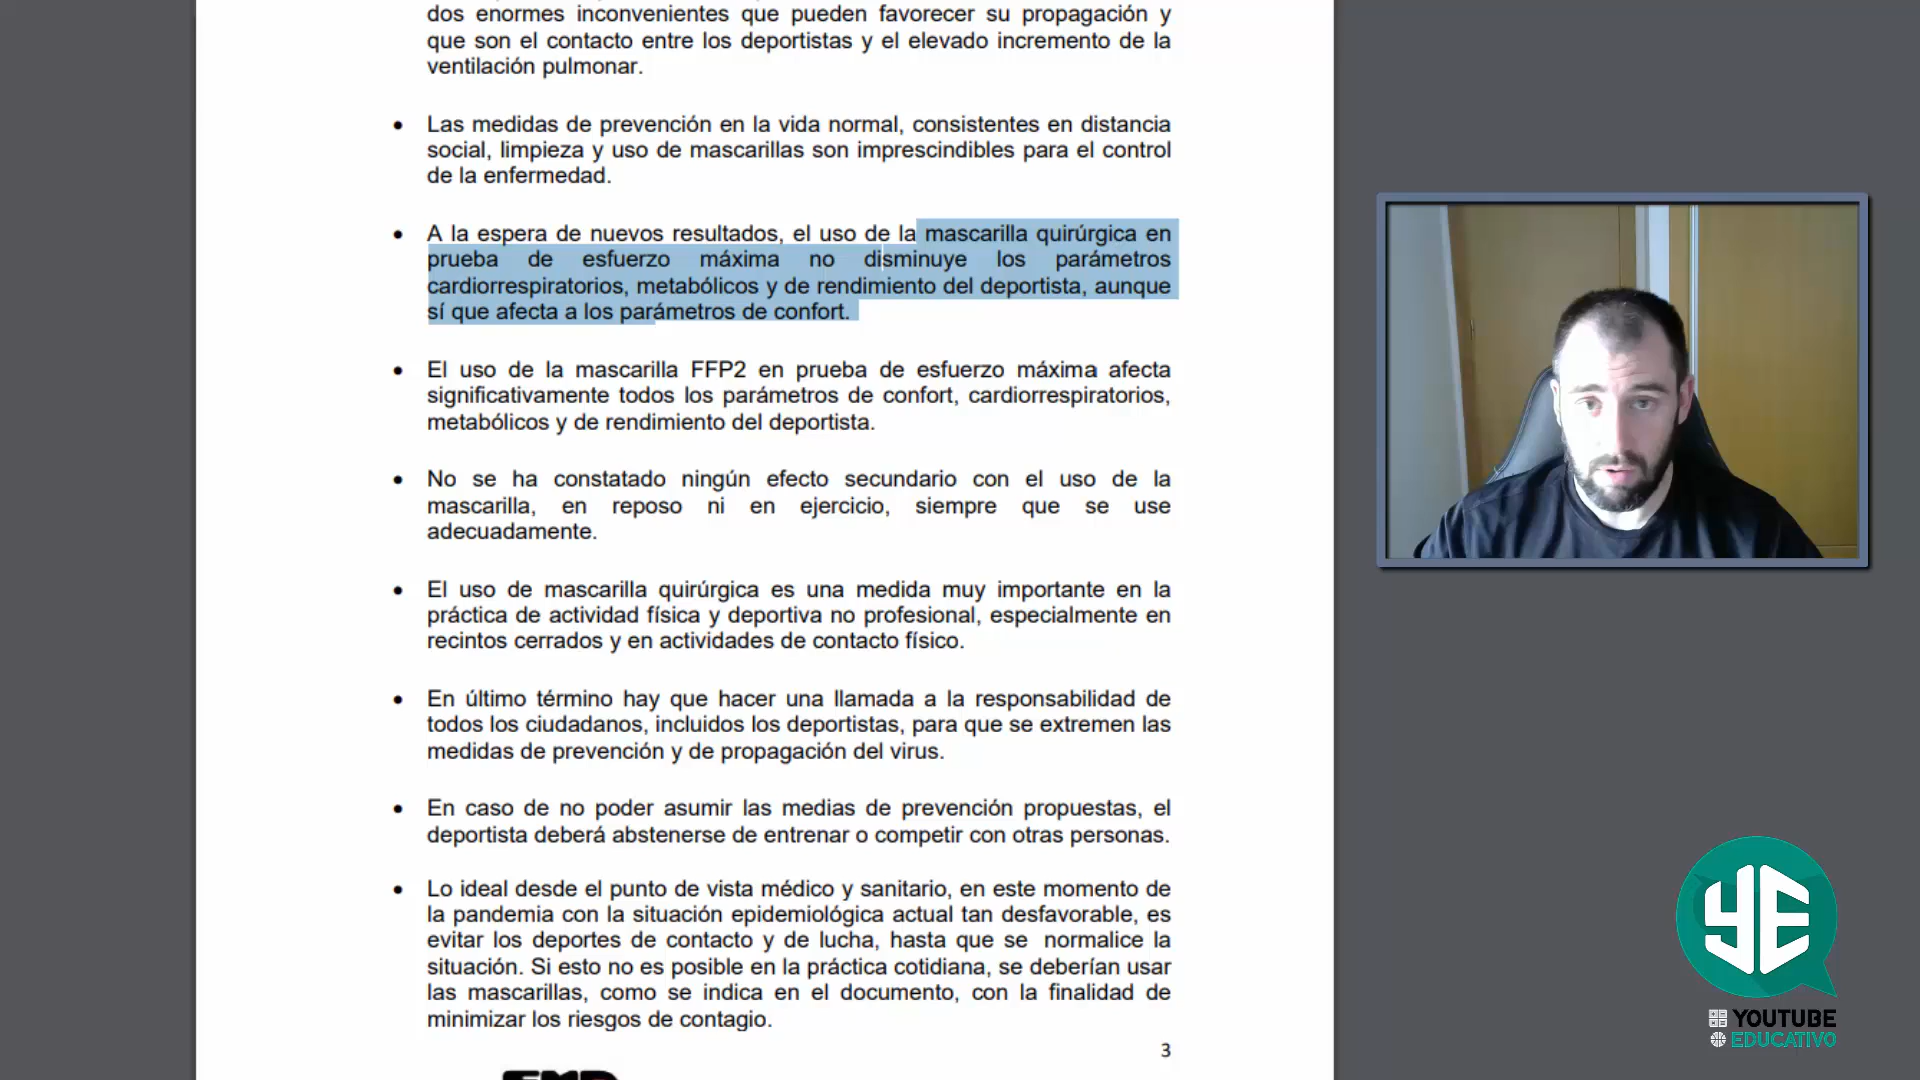 dos enormes inconvenientes que pueden favorecer su propagación y
que son el contacto entre los deportistas y el elevado incremento de la
ventilación pulmonar.
• Las medidas de prevención en la vida normal, consistentes en distancia
social, limpieza y uso de mascarillas son imprescindibles para el control
de la enfermedad.
• A la espera de nuevos resultados, el uso de la mascarilla quirúrgica en
prueba de esfuerzo máxima no disminuye los parámetros
cardiorrespiratorios, metabólicos y de rendimiento del deportista, aunque
sí que afecta a los parámetros de confort.
• El uso de la mascarilla FFP2 en prueba de esfuerzo máxima afecta
significativamente todos los parámetros de confort, cardiorrespiratorios,
metabólicos y de rendimiento del deportista.
• No se ha constatado ningún efecto secundario con el uso de la
mascarilla, en reposo ni en ejercicio, siempre que se use
adecuadamente.
• El uso de mascarilla quirúrgica es una medida muy importante en la
práctica de actividad física y deportiva no profesional, especialmente en
recintos cerrados y en actividades de contacto físico.
• En último término hay que hacer una llamada a la responsabilidad de
todos los ciudadanos, incluidos los deportistas, para que se extremen las
medidas de prevención y de propagación del virus.
• En caso de no poder asumir las medias de prevención propuestas, el
deportista deberá abstenerse de entrenar o competir con otras personas.
• Lo ideal desde el punto de vista médico y sanitario, en este momento de
la pandemia con la situación epidemiológica actual tan desfavorable, es
evitar los deportes de contacto y de lucha, hasta que se normalice la
situación. Si esto no es posible en la práctica cotidiana, se deberían usar
las mascarillas, como se indica en el documento, con la finalidad de
minimizar los riesgos de contagio.
3
YE
YOUTUBE
EDUCATIVO